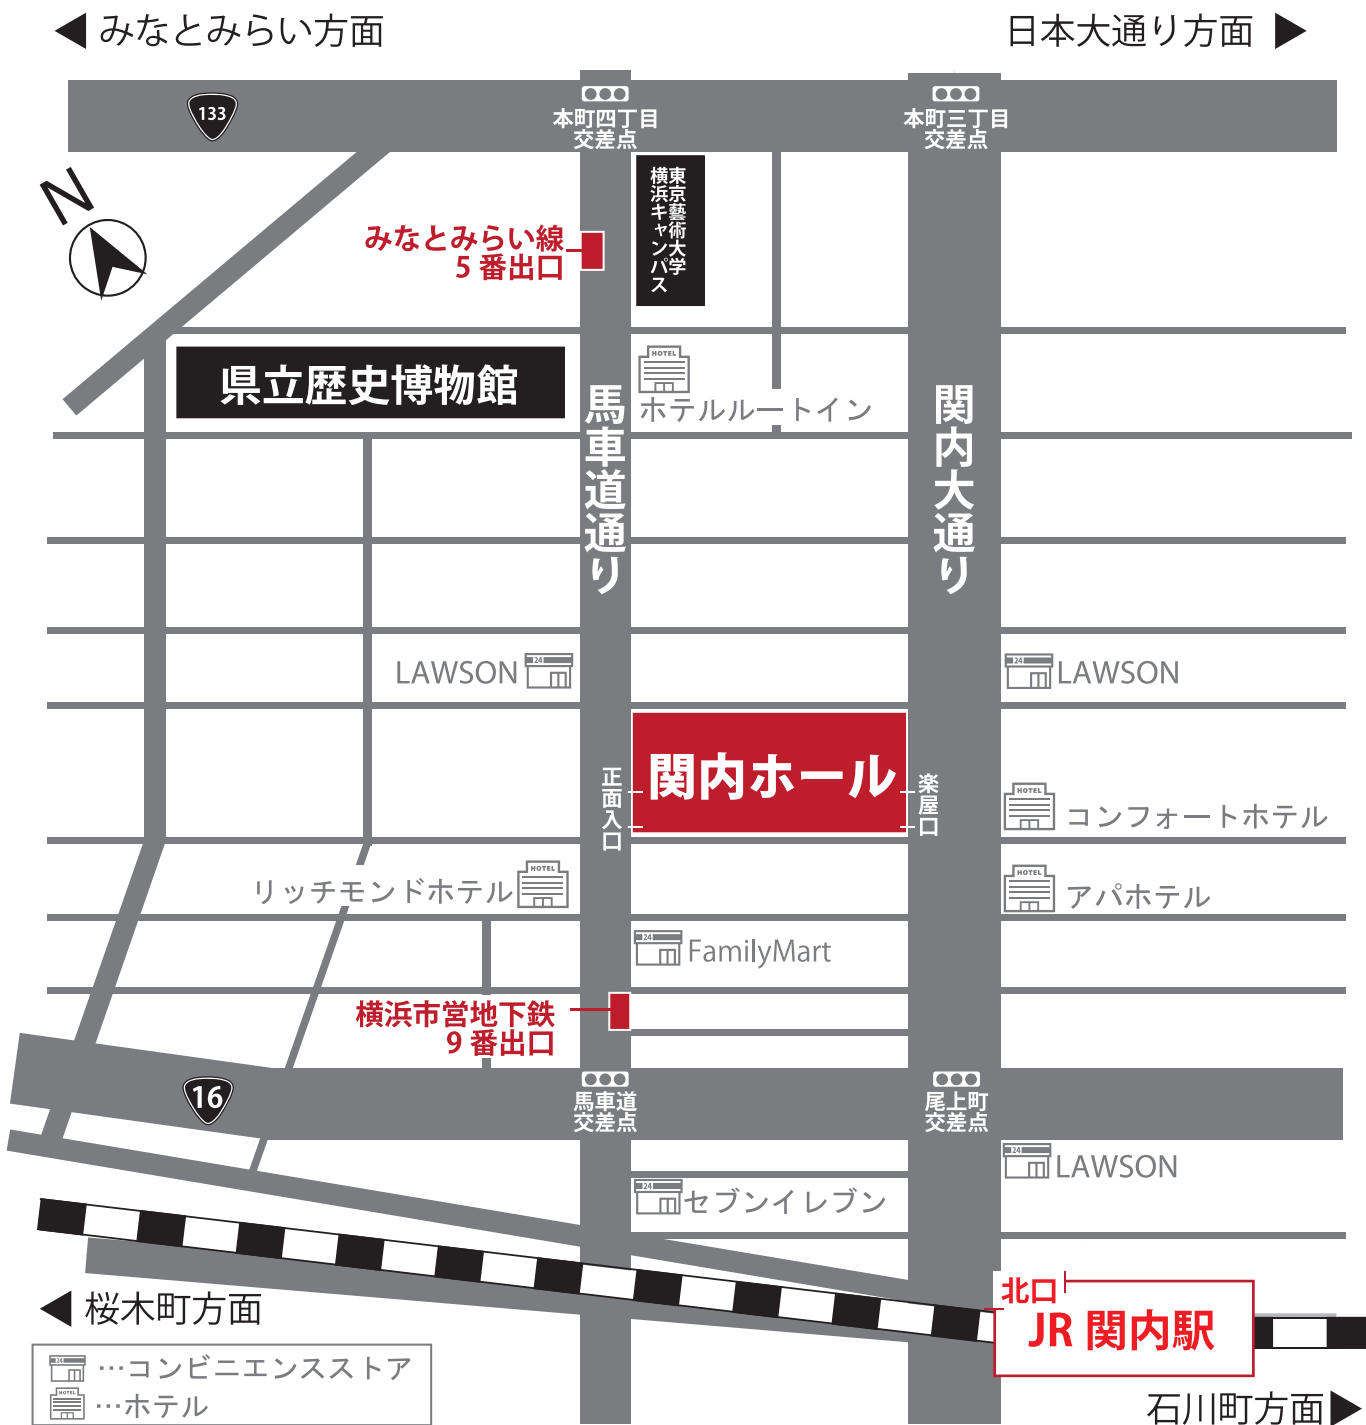 みなとみらい方面
日本大通り方面
133
本町四丁目
交差点
本町三丁目
交差点
N
東京藝術大学
横浜キャンパス
みなとみらい線
5 番出口
県立歴史博物館
HOTEL
ホテルルートイン
馬車道通り
関内大通り
LAWSON
24
24
LAWSON
関内ホール
正面入口
楽屋口
HOTEL
コンフォートホテル
リッチモンドホテル
HOTEL
HOTEL
アパホテル
24
FamilyMart
横浜市営地下鉄
9 番出口
16
馬車道
交差点
尾上町
交差点
24
LAWSON
24
セブンイレブン
北口
JR 関内駅
桜木町方面
24
…コンビニエンスストア
HOTEL
…ホテル
石川町方面